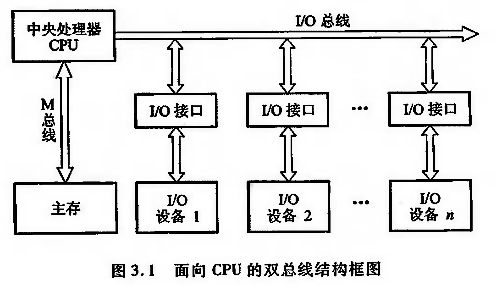 中央处理器
CPU
I/O 总线
M
总
线
I/O 接口
I/O 接口
…
I/O 接口
主存
I/O
设备 1
I/O
设备 2
…
I/O
设备 n
图 3.1 面向 CPU 的双总线结构框图